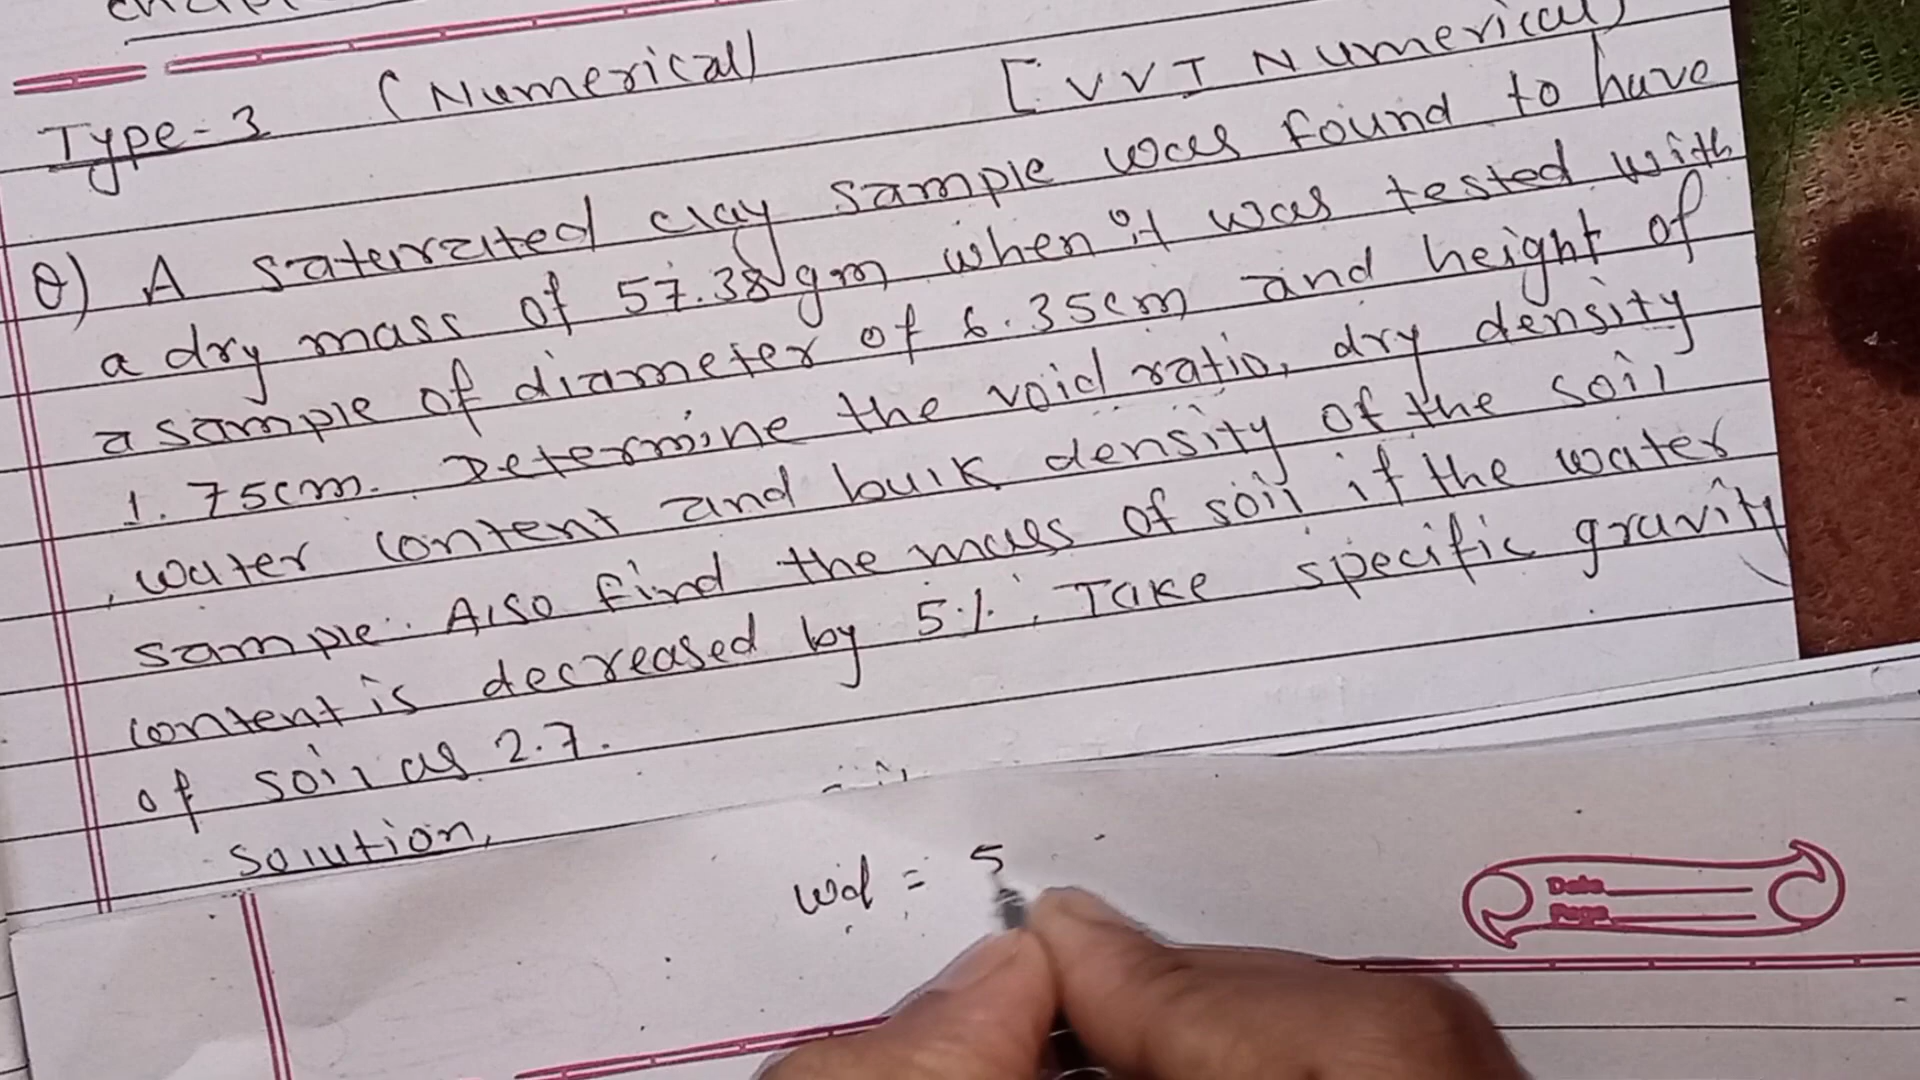 Type-3 (Numerical) [VVI Numerical)
Q) A saterrated clay sample was found to have
a dry mass of 57.38 gm when it was tested with
a sample of diameter of 6.35cm and height of
1.75cm. Determine the void ratio, dry density
, water content and bulk density of the soil
sample. Also find the mass of soil if the water
content is decreased by 5%. Take specific gravity
of soil as 2.7.
Solution,
wd = 5
Date
Page